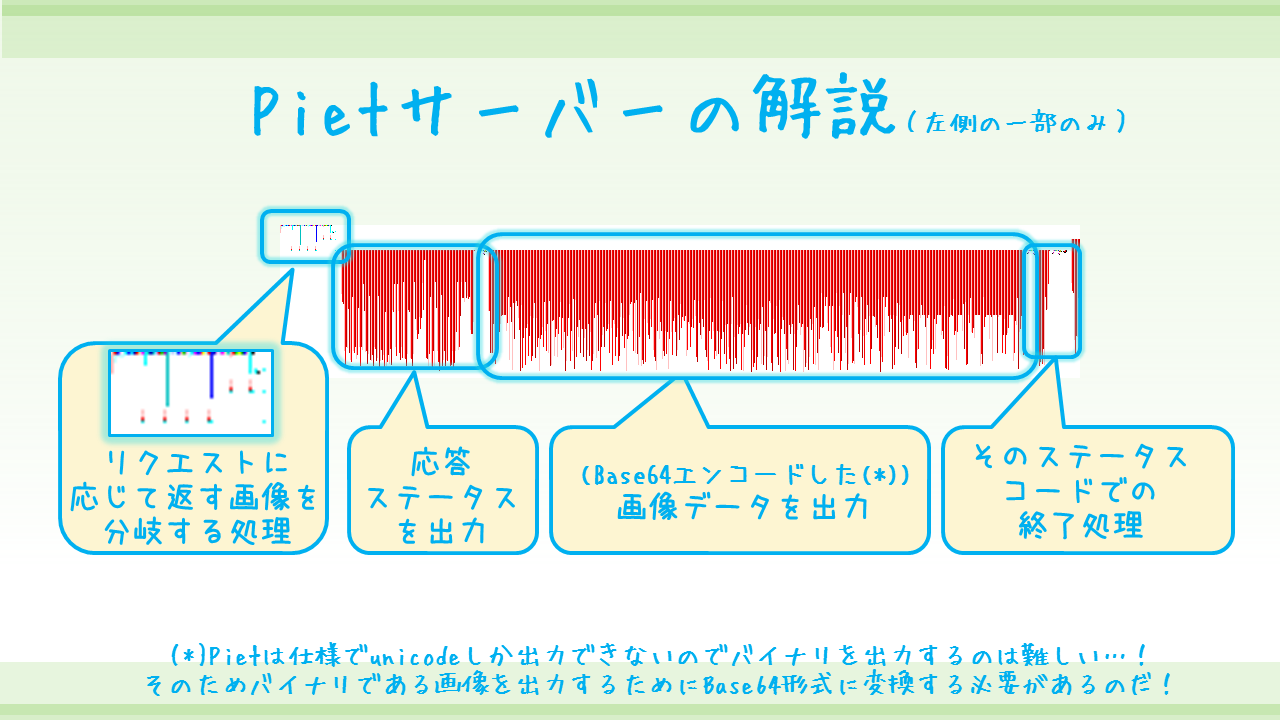 Pietサーバーの解説(左側の一部のみ)
リクエストに
応じて返す画像を
分岐する処理
応答
ステータス
を出力
(Base64エンコードした(*))
画像データを出力
そのステータス
コードでの
終了処理
(*)Pietは仕様でunicodeしか出力できないのでバイナリを出力するのは難しい…!
そのためバイナリである画像を出力するためにBase64形式に変換する必要があるのだ!